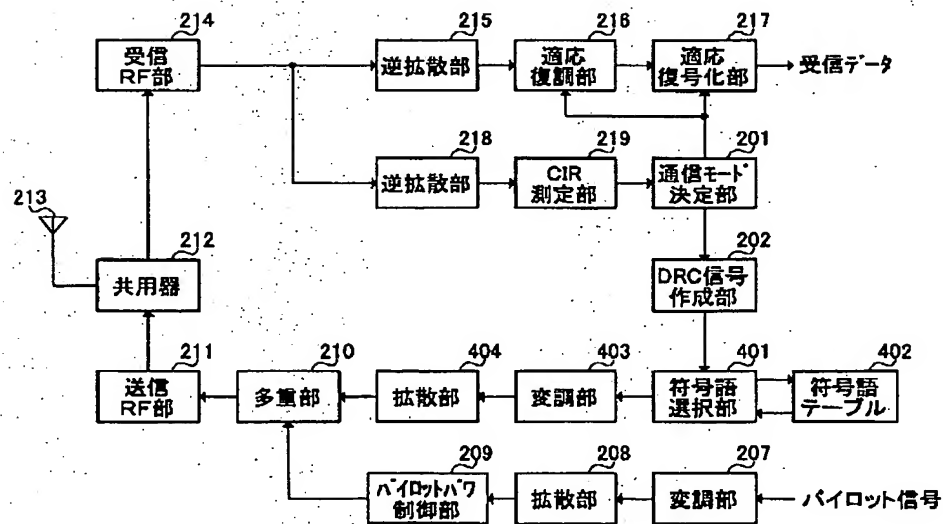 214
受信
RF部
215
逆拡散部
216
適応
復調部
217
適応
復号化部
受信データ
218
逆拡散部
219
CIR
測定部
201
通信モード
決定部
213
212
共用器
202
DRC信号
作成部
211
送信
RF部
210
多重部
404
拡散部
403
変調部
401
符号語
選択部
402
符号語
テーブル
209
パイロットパワ
制御部
208
拡散部
207
変調部
パイロット信号